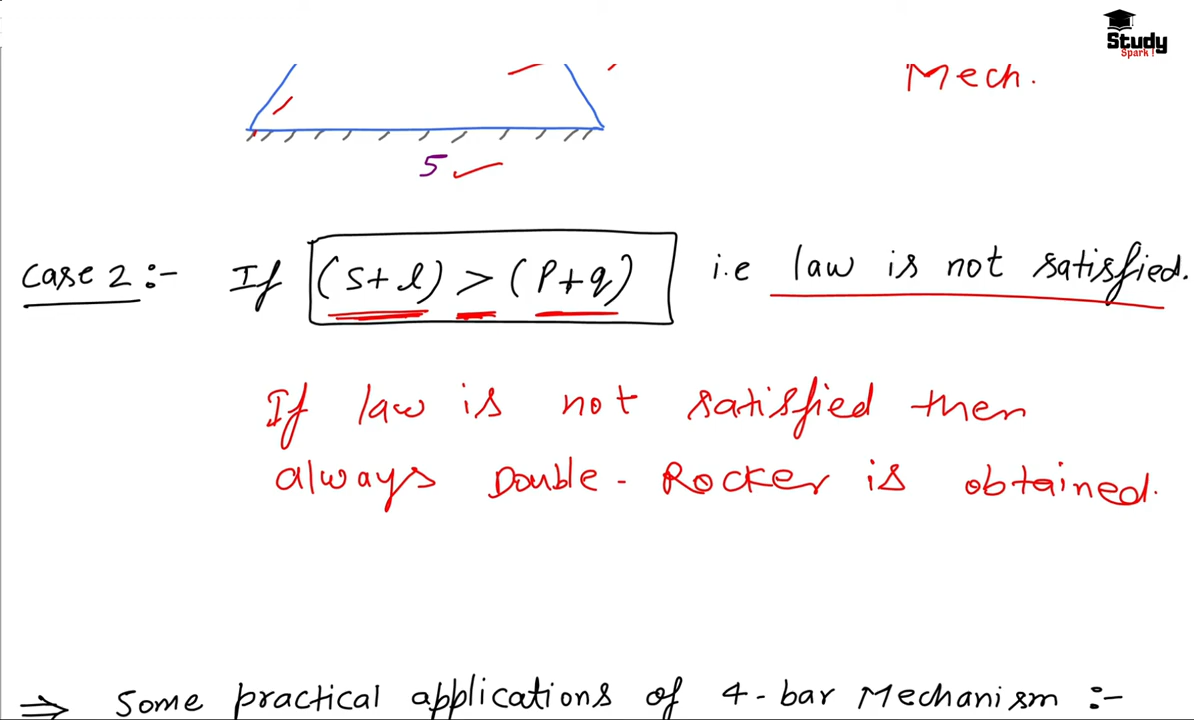 Study
Spark!
Mech.
5
Case 2 :- If (S+l) > (P+q) i.e law is not satisfied.
If law is not satisfied then
always Double-Rocker is obtained.
⇒ Some practical applications of 4-bar Mechanism :-